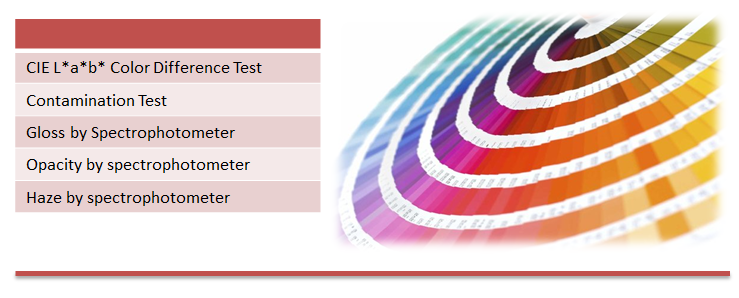 CIE L*a*b* Color Difference Test
Contamination Test
Gloss by Spectrophotometer
Opacity by spectrophotometer
Haze by spectrophotometer